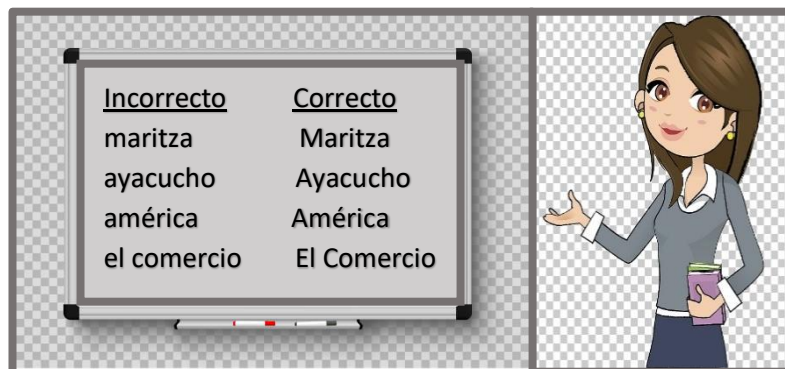 Incorrecto Correcto
maritza Maritza
ayacucho Ayacucho
américa América
el comercio El Comercio